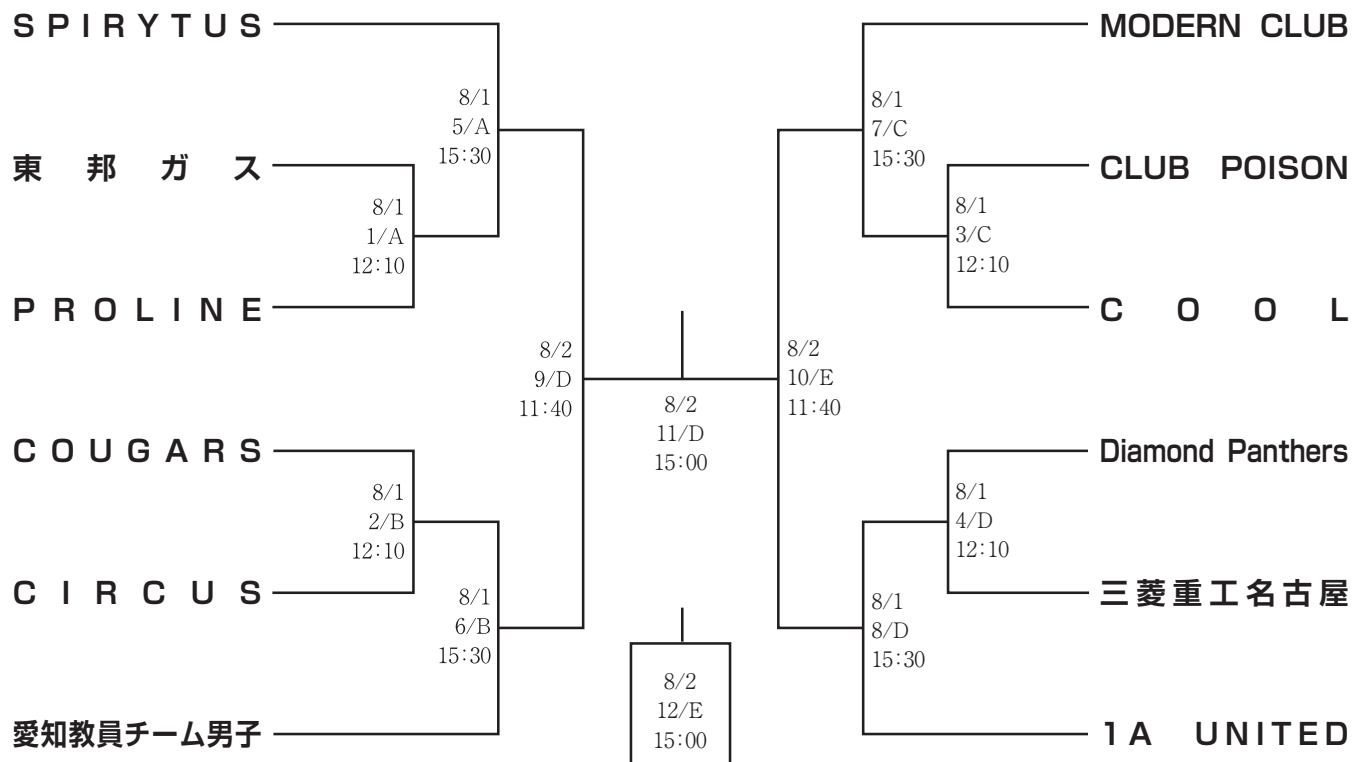 SPIRYTUS
8/1
5/A
15:30
東邦ガス
8/1
1/A
12:10
PROLINE
8/2
9/D
11:40
COUGARS
8/1
2/B
12:10
CIRCUS
8/1
6/B
15:30
愛知教員チーム男子
8/2
11/D
15:00
8/2
12/E
15:00
MODERN CLUB
8/1
7/C
15:30
CLUB POISON
8/1
3/C
12:10
COOL
8/2
10/E
11:40
Diamond Panthers
8/1
4/D
12:10
三菱重工名古屋
8/1
8/D
15:30
1A UNITED